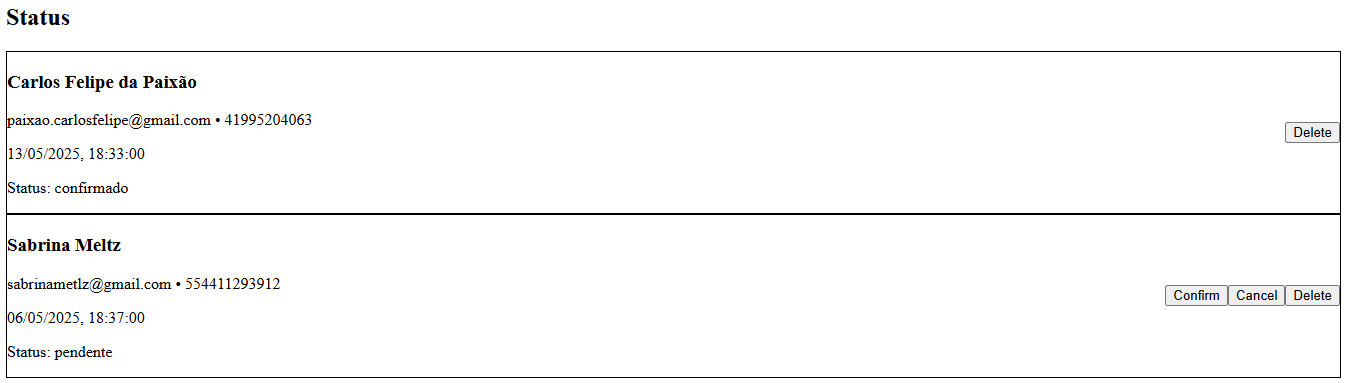 Status
Carlos Felipe da Paixão
paixao.carlosfelipe@gmail.com • 41995204063
Delete
13/05/2025, 18:33:00
Status: confirmado
Sabrina Meltz
sabrinametlz@gmail.com • 554411293912
Confirm Cancel Delete
06/05/2025, 18:37:00
Status: pendente